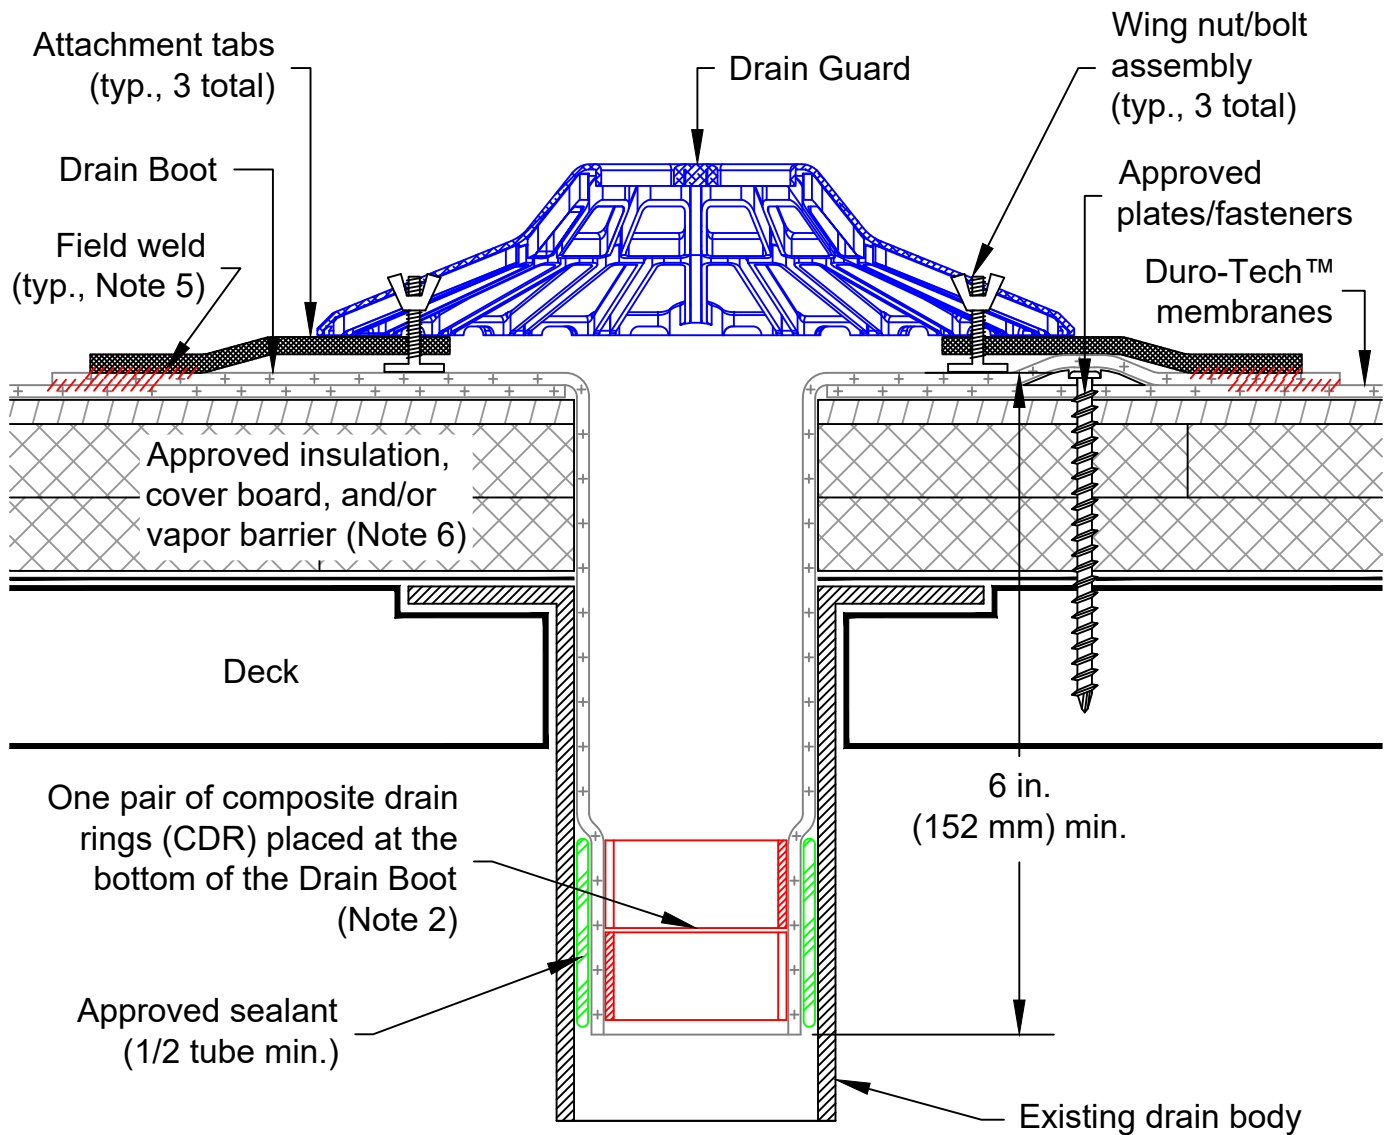 Attachment tabs
(typ., 3 total)
Drain Guard
Wing nut/bolt
assembly
(typ., 3 total)
Drain Boot
Approved
plates/fasteners
Field weld
(typ., Note 5)
Duro-Tech™
membranes
Approved insulation,
cover board, and/or
vapor barrier (Note 6)
Deck
6 in.
(152 mm) min.
One pair of composite drain
rings (CDR) placed at the
bottom of the Drain Boot
(Note 2)
Approved sealant
(1/2 tube min.)
Existing drain body